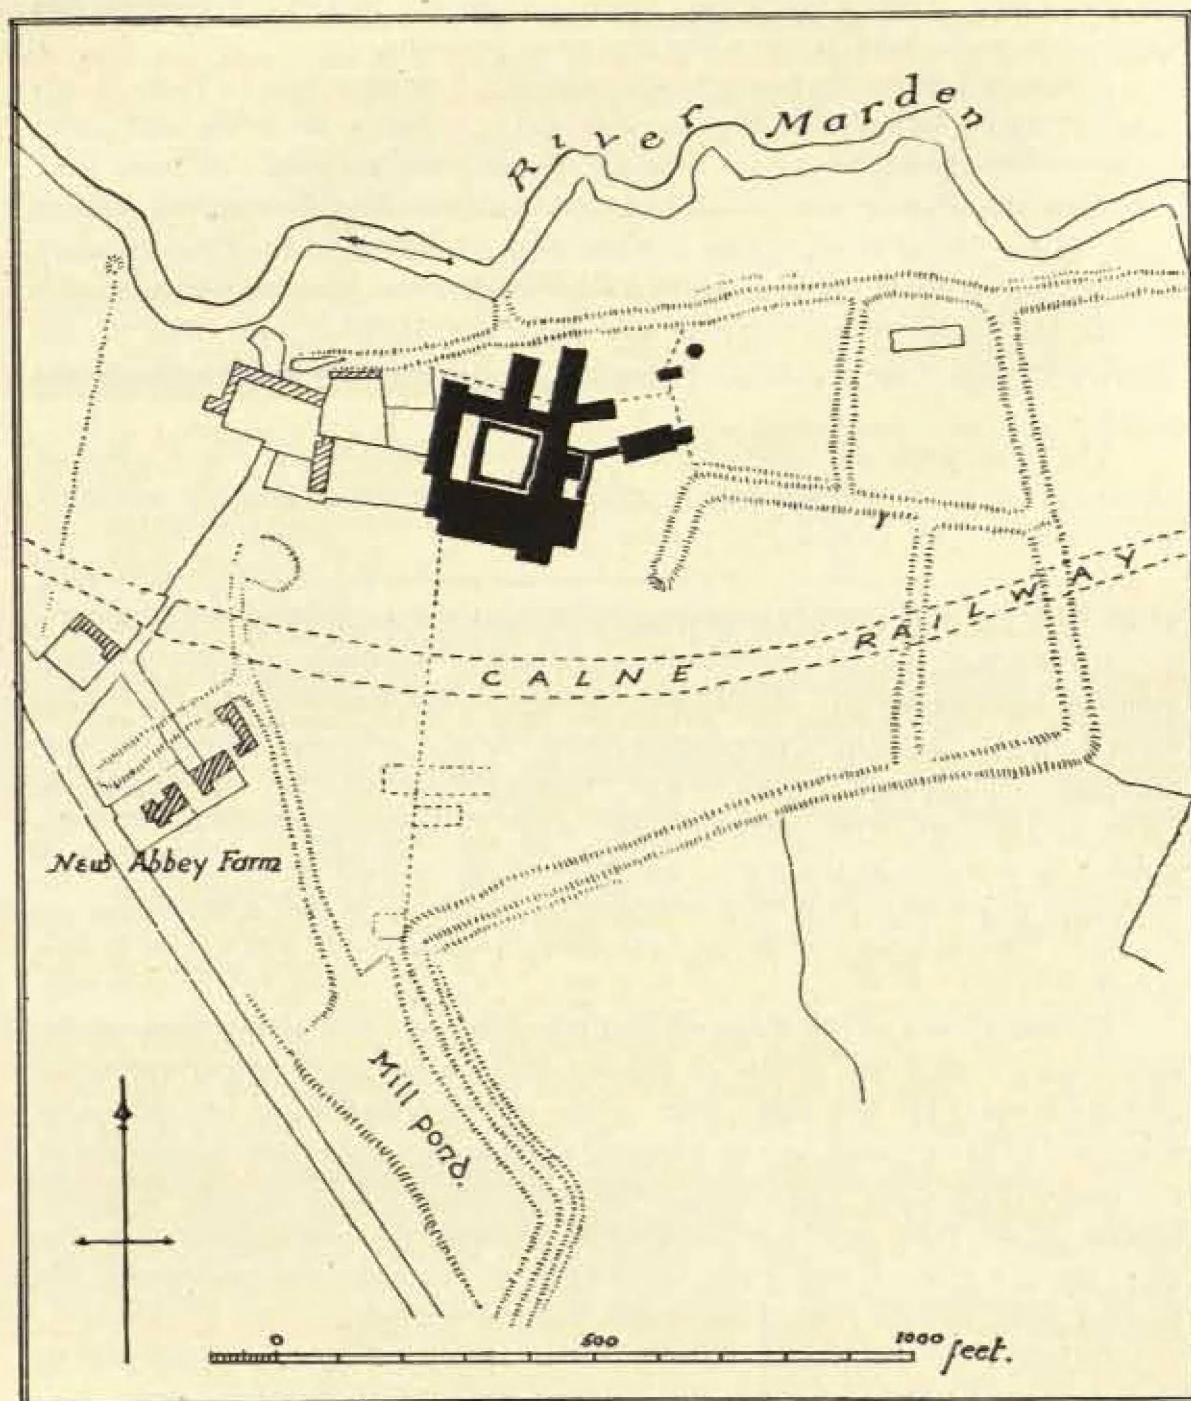 River Marden
CALNE RAILWAY
New Abbey Farm
Mill pond.
0 500 1000 feet.